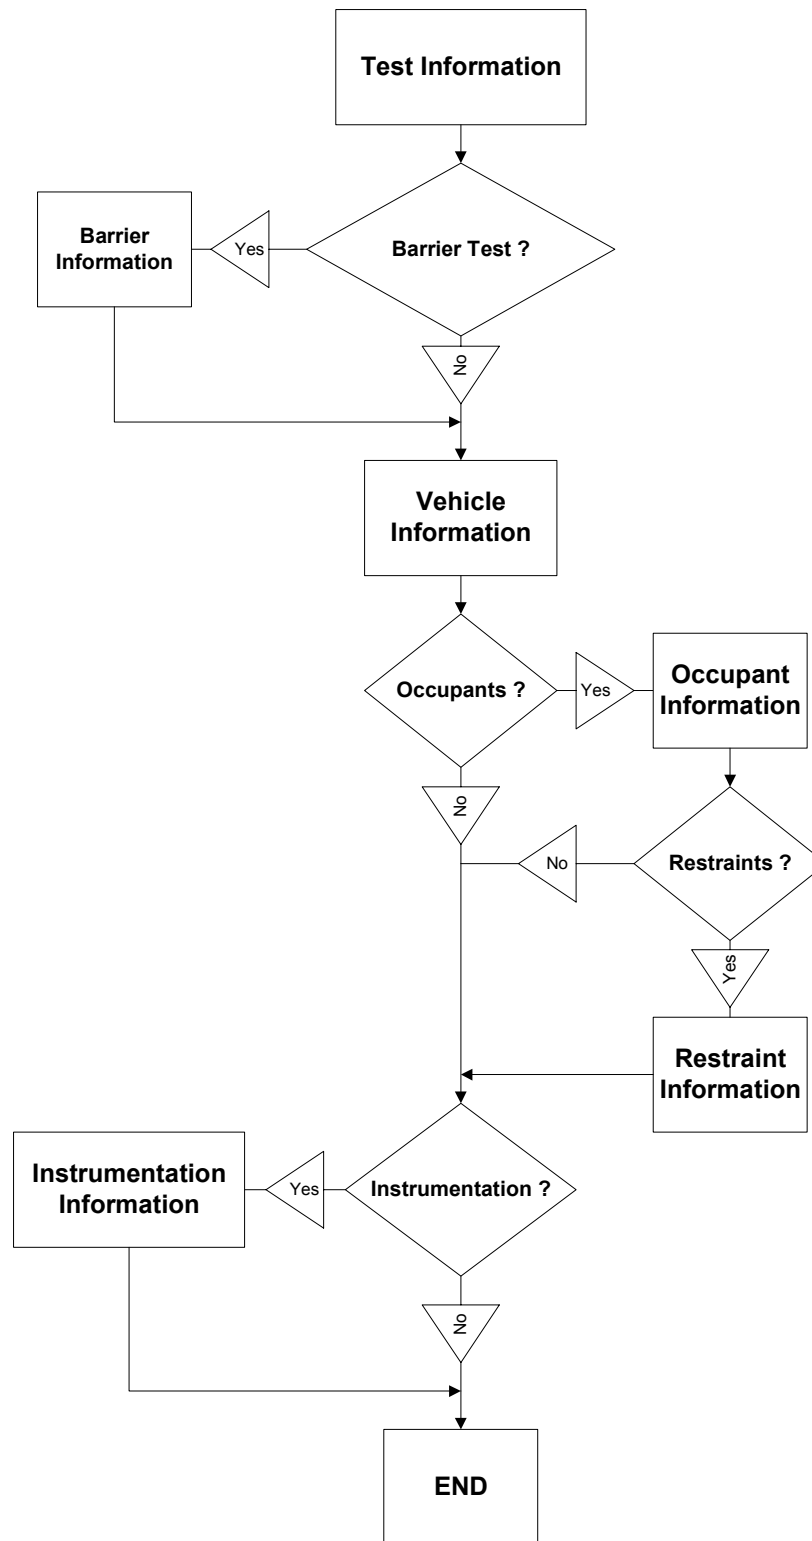 Test Information
Barrier Test ?
Yes
Barrier
Information
No
Vehicle
Information
Occupants ?
Yes
Occupant
Information
No
Restraints ?
No
Yes
Restraint
Information
Instrumentation ?
Yes
Instrumentation
Information
No
END